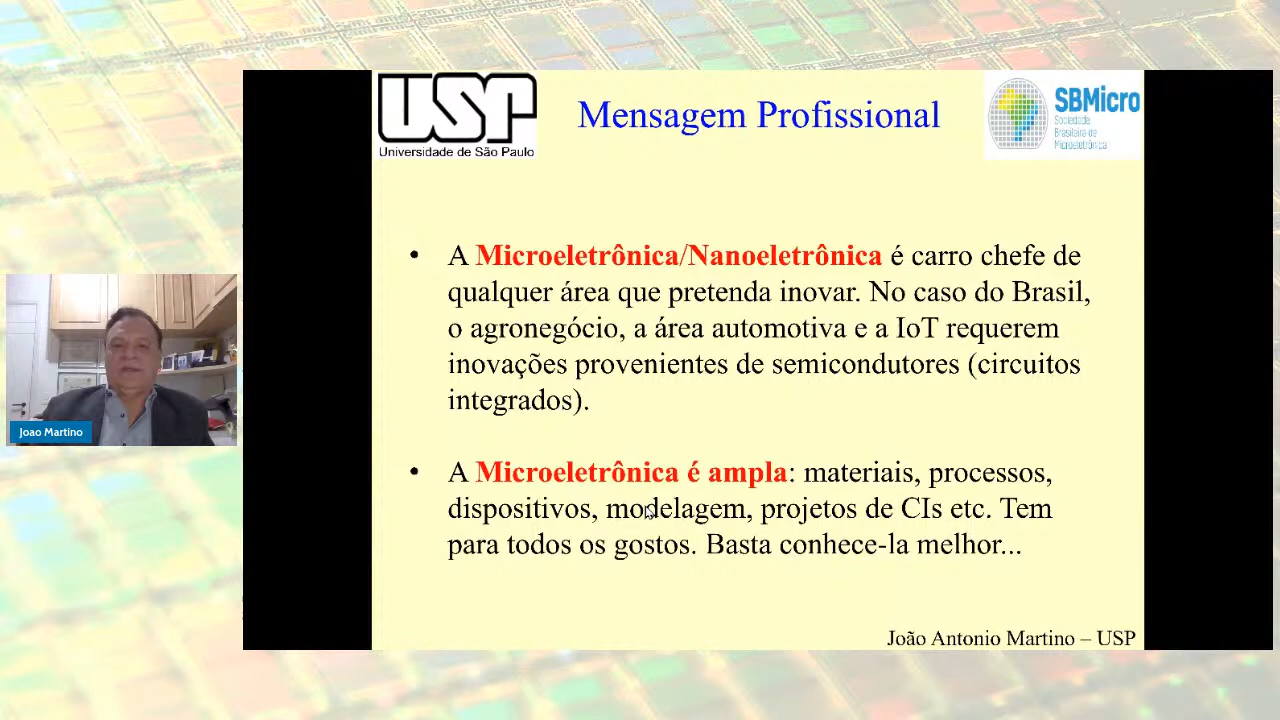 USP
Universidade de São Paulo
Mensagem Profissional
SBMicro
Sociedade
Brasileira de
Microeletrônica
• A Microeletrônica/Nanoeletrônica é carro chefe de
qualquer área que pretenda inovar. No caso do Brasil,
o agronegócio, a área automotiva e a IoT requerem
inovações provenientes de semicondutores (circuitos
integrados).
• A Microeletrônica é ampla: materiais, processos,
dispositivos, modelagem, projetos de CIs etc. Tem
para todos os gostos. Basta conhece-la melhor...
João Antonio Martino – USP
Joao Martino